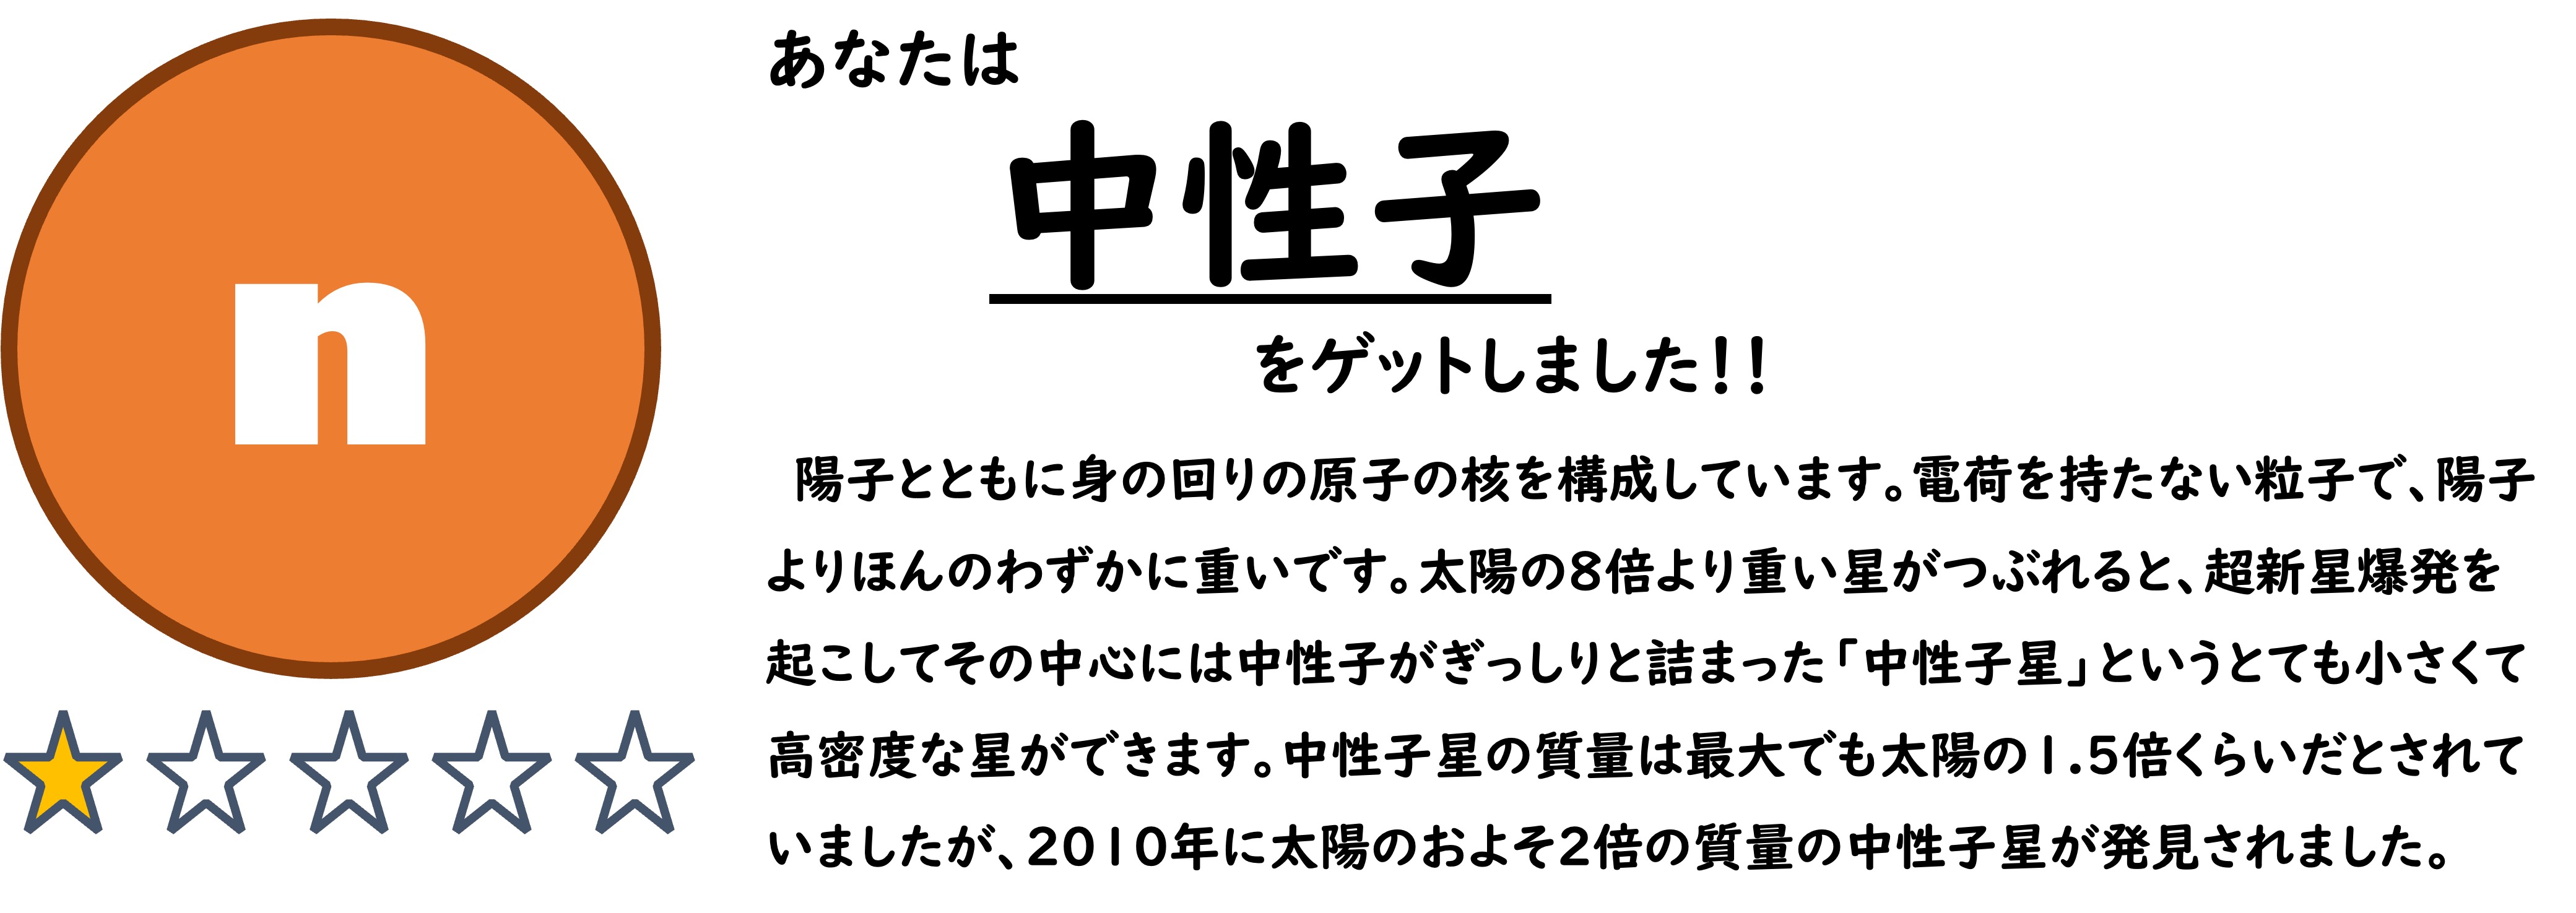 あなたは
中性子
をゲットしました!!
n
陽子とともに身の回りの原子の核を構成しています。電荷を持たない粒子で、陽子
よりほんのわずかに重いです。太陽の8倍より重い星がつぶれると、超新星爆発を
起こしてその中心には中性子がぎっしりと詰まった「中性子星」というとても小さくて
高密度な星ができます。中性子星の質量は最大でも太陽の1.5倍くらいだとされて
いましたが、2010年に太陽のおよそ2倍の質量の中性子星が発見されました。